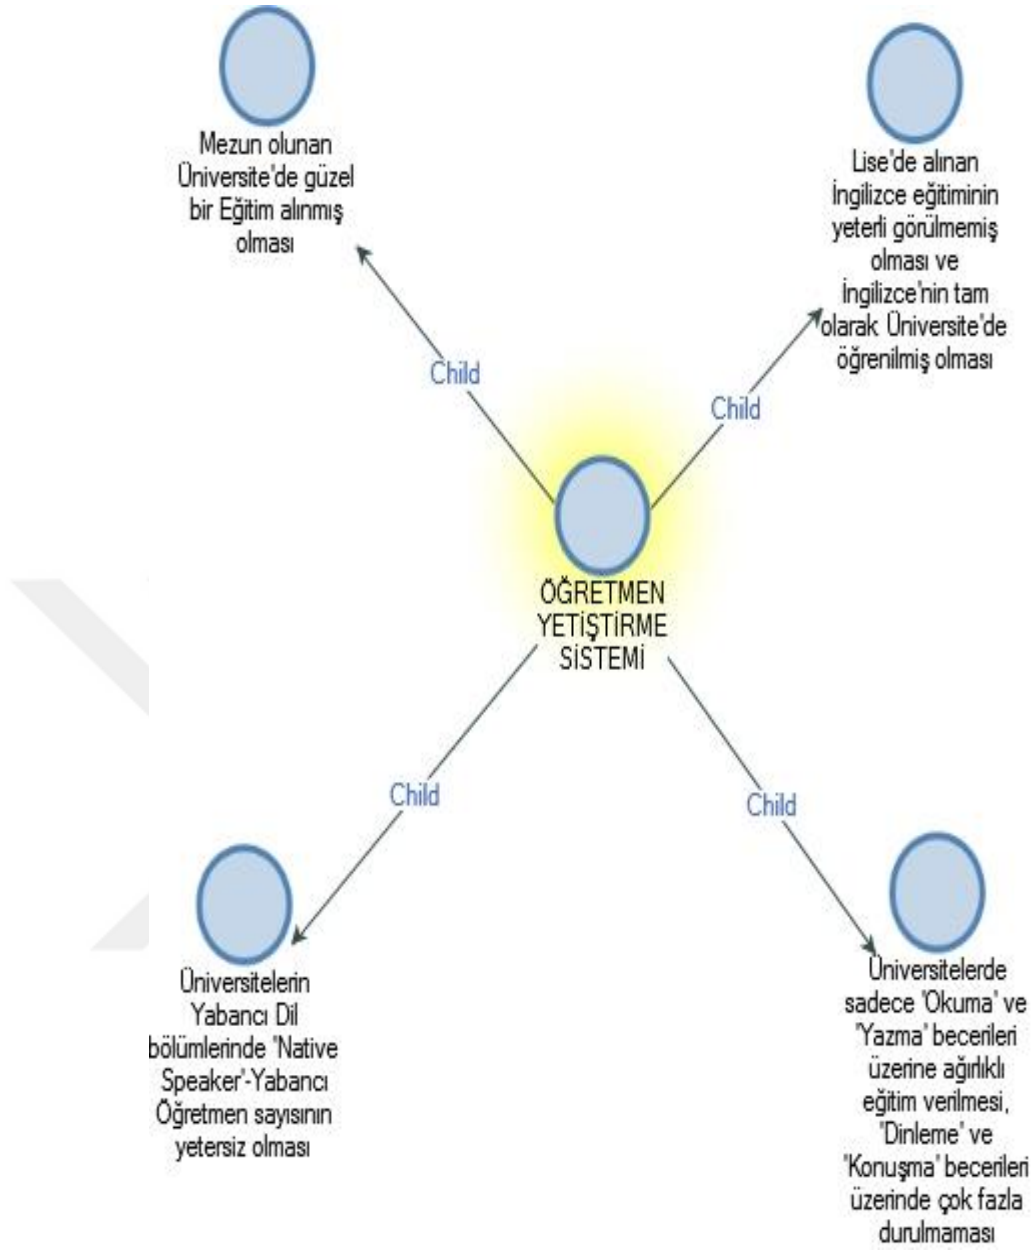 Mezun olunan
Üniversite'de güzel
bir Eğitim alınmış
olması
Lise'de alınan
İngilizce eğitiminin
yeterli görülmemiş
olması ve
İngilizce'nin tam
olarak Üniversite'de
öğrenilmiş olması
Child
Child
ÖĞRETMEN
YETİŞTİRME
SİSTEMİ
Child
Child
Üniversitelerin
Yabancı Dil
bölümlerinde 'Native
Speaker'-Yabancı
Öğretmen sayısının
yetersiz olması
Üniversitelerde
sadece 'Okuma' ve
'Yazma' becerileri
üzerine ağırlıklı
eğitim verilmesi,
'Dinleme' ve
'Konuşma' becerileri
üzerinde çok fazla
durulmaması